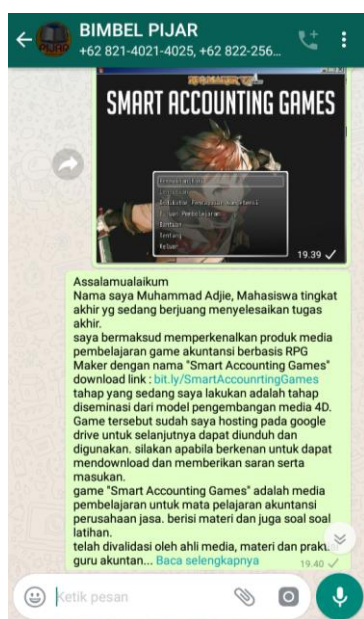 BIMBEL PIJAR
+62 821-4021-4025, +62 822-256...
SMART ACCOUNTING GAMES
Tujuan Pembelajaran
Bantuan
Tentang
Keluar
19.39
Assalamualaikum
Nama saya Muhammad Adjie, Mahasiswa tingkat
akhir yg sedang berjuang menyelesaikan tugas
akhir.
saya bermaksud memperkenalkan produk media
pembelajaran game akuntansi berbasis RPG
Maker dengan nama "Smart Accounting Games"
download link : bit.ly/SmartAccounrtingGames
tahap yang sedang saya lakukan adalah tahap
diseminasi dari model pengembangan media 4D.
Game tersebut sudah saya hosting pada google
drive untuk selanjutnya dapat diunduh dan
digunakan. silakan apabila berkenan untuk dapat
mendownload dan memberikan saran serta
masukan.
game "Smart Accounting Games" adalah media
pembelajaran untuk mata pelajaran akuntansi
perusahaan jasa. berisi materi dan juga soal soal
latihan.
telah divalidasi oleh ahli media, materi dan
guru akuntan... Baca selengkapnya
19.40
Ketik pesan